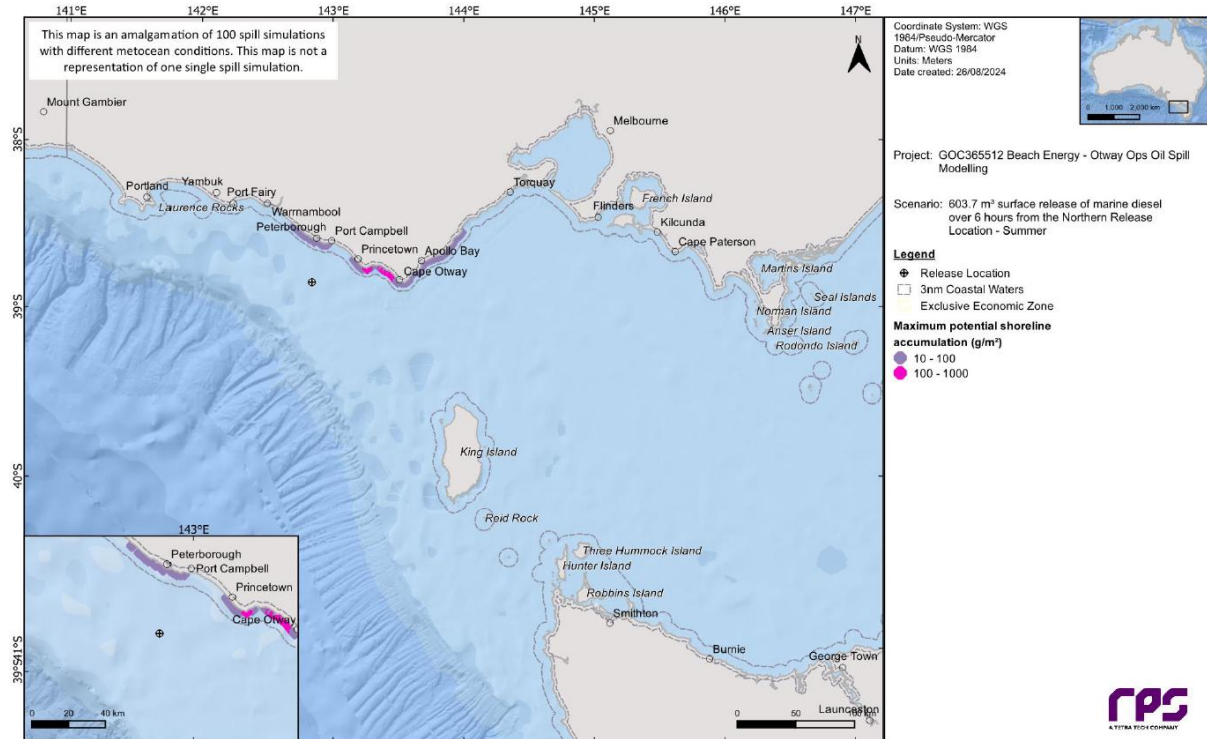 141°E
142°E
143°E
144°E
145°E
146°E
147°E
This map is an amalgamation of 100 spill simulations
with different metocean conditions. This map is not a
representation of one single spill simulation.
N
Mount Gambier
Melbourne
38°S
Portland
Yambuk
Port Fairy
Laurence Rocks
Warrnambool
Peterborough
Port Campbell
Princetown
Apollo Bay
Cape Otway
Torquay
Flinders
French Island
Kilcunda
Cape Paterson
Martins Island
Seal Islands
Norman Island
Anser Island
Rodondo Island
39°S
King Island
40°S
Reid Rock
Three Hummock Island
Hunter Island
Robbins Island
Smithton
Burnie
George Town
Launceston
41°S
0 50 100 km
143°E
Peterborough
Port Campbell
Princetown
Cape Otway
39°S
0 20 40 km
Coordinate System: WGS
1984/Pseudo-Mercator
Datum: WGS 1984
Units: Meters
Date created: 26/08/2024
0 1,000 2,000 km
Project: GOC365512 Beach Energy - Otway Ops Oil Spill
Modelling
Scenario: 603.7 m³ surface release of marine diesel
over 6 hours from the Northern Release
Location - Summer
Legend
Release Location
3nm Coastal Waters
Exclusive Economic Zone
Maximum potential shoreline
accumulation (g/m²)
10 - 100
100 - 1000
rps
A TETRA TECH COMPANY